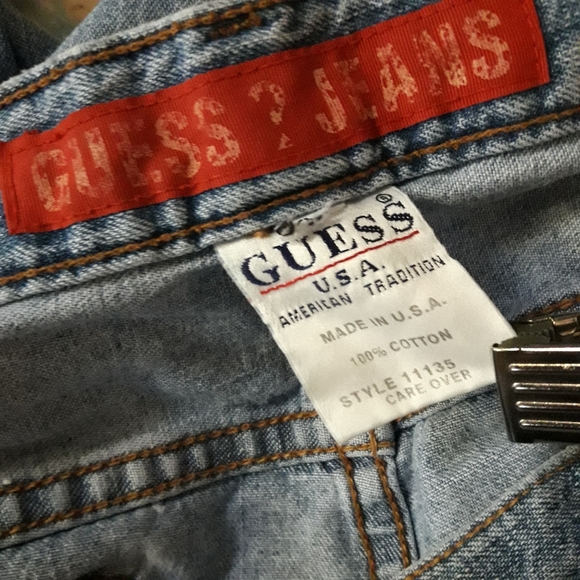 GUESS ? JEANS
GUESS®
U.S.A.
AMERICAN TRADITION
MADE IN U.S.A.
100% COTTON
STYLE 11135
CARE OVER